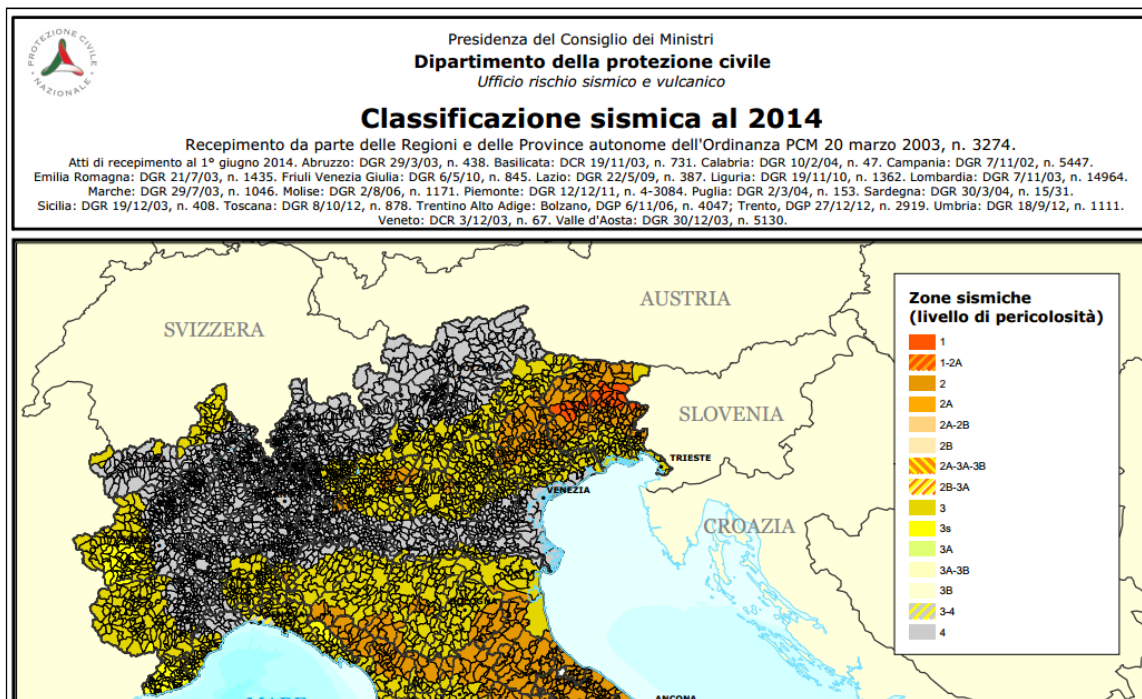 PROTEZIONE CIVILE
NAZIONALE
Presidenza del Consiglio dei Ministri
Dipartimento della protezione civile
Ufficio rischio sismico e vulcanico
Classificazione sismica al 2014
Recepimento da parte delle Regioni e delle Province autonome dell'Ordinanza PCM 20 marzo 2003, n. 3274.
Atti di recepimento al 1° giugno 2014. Abruzzo: DGR 29/3/03, n. 438. Basilicata: DCR 19/11/03, n. 731. Calabria: DGR 10/2/04, n. 47. Campania: DGR 7/11/02, n. 5447.
Emilia Romagna: DGR 21/7/03, n. 1435. Friuli Venezia Giulia: DGR 6/5/10, n. 845. Lazio: DGR 22/5/09, n. 387. Liguria: DGR 19/11/10, n. 1362. Lombardia: DGR 7/11/03, n. 14964.
Marche: DGR 29/7/03, n. 1046. Molise: DGR 2/8/06, n. 1171. Piemonte: DGR 12/12/11, n. 4-3084. Puglia: DGR 2/3/04, n. 153. Sardegna: DGR 30/3/04, n. 15/31.
Sicilia: DGR 19/12/03, n. 408. Toscana: DGR 8/10/12, n. 878. Trentino Alto Adige: Bolzano, DGP 6/11/06, n. 4047; Trento, DGP 27/12/12, n. 2919. Umbria: DGR 18/9/12, n. 1111.
Veneto: DCR 3/12/03, n. 67. Valle d'Aosta: DGR 30/12/03, n. 5130.
AUSTRIA
SVIZZERA
BOLZANO
SLOVENIA
TRIESTE
VENEZIA
CROAZIA
ANCONA
MARE
Zone sismiche
(livello di pericolosità)
1
1-2A
2
2A
2A-2B
2B
2A-3A-3B
2B-3A
3
3s
3A
3A-3B
3B
3-4
4